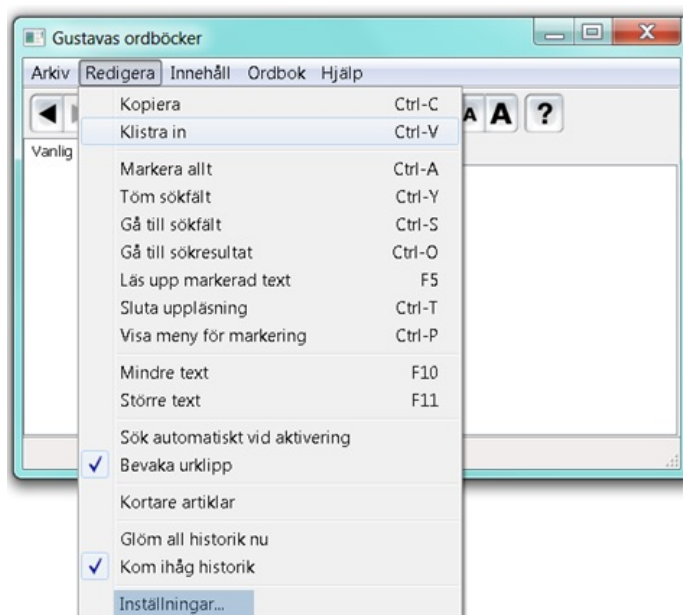 Gustavas ordböcker
Arkiv Redigera Innehåll Ordbok Hjälp
A A ?
Vanlig
Kopiera Ctrl-C
Klistra in Ctrl-V
Markera allt Ctrl-A
Töm sökfält Ctrl-Y
Gå till sökfält Ctrl-S
Gå till sökresultat Ctrl-O
Läs upp markerad text F5
Sluta uppläsning Ctrl-T
Visa meny för markering Ctrl-P
Mindre text F10
Större text F11
Sök automatiskt vid aktivering
Bevaka urklipp
Kortare artiklar
Glöm all historik nu
Kom ihåg historik
Inställningar...